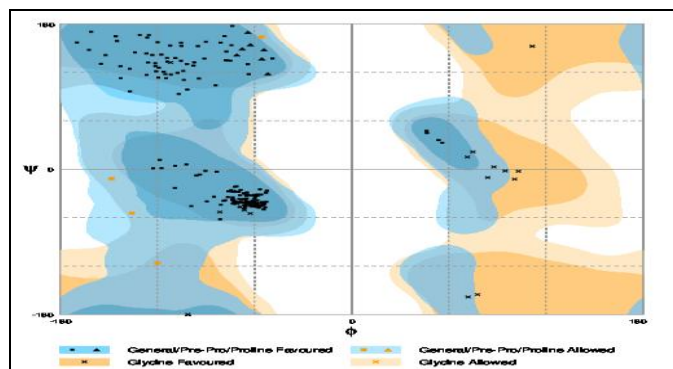 180
Ψ 0
-180
-180 0 180
Φ
General/Pre-Pro/Proline Favoured General/Pre-Pro/Proline Allowed
Glycine Favoured Glycine Allowed